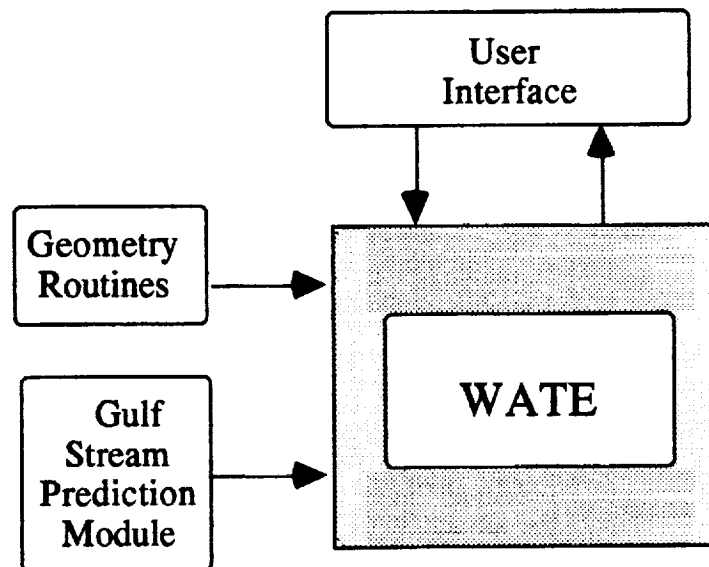 User
Interface
Geometry
Routines
WATE
Gulf
Stream
Prediction
Module